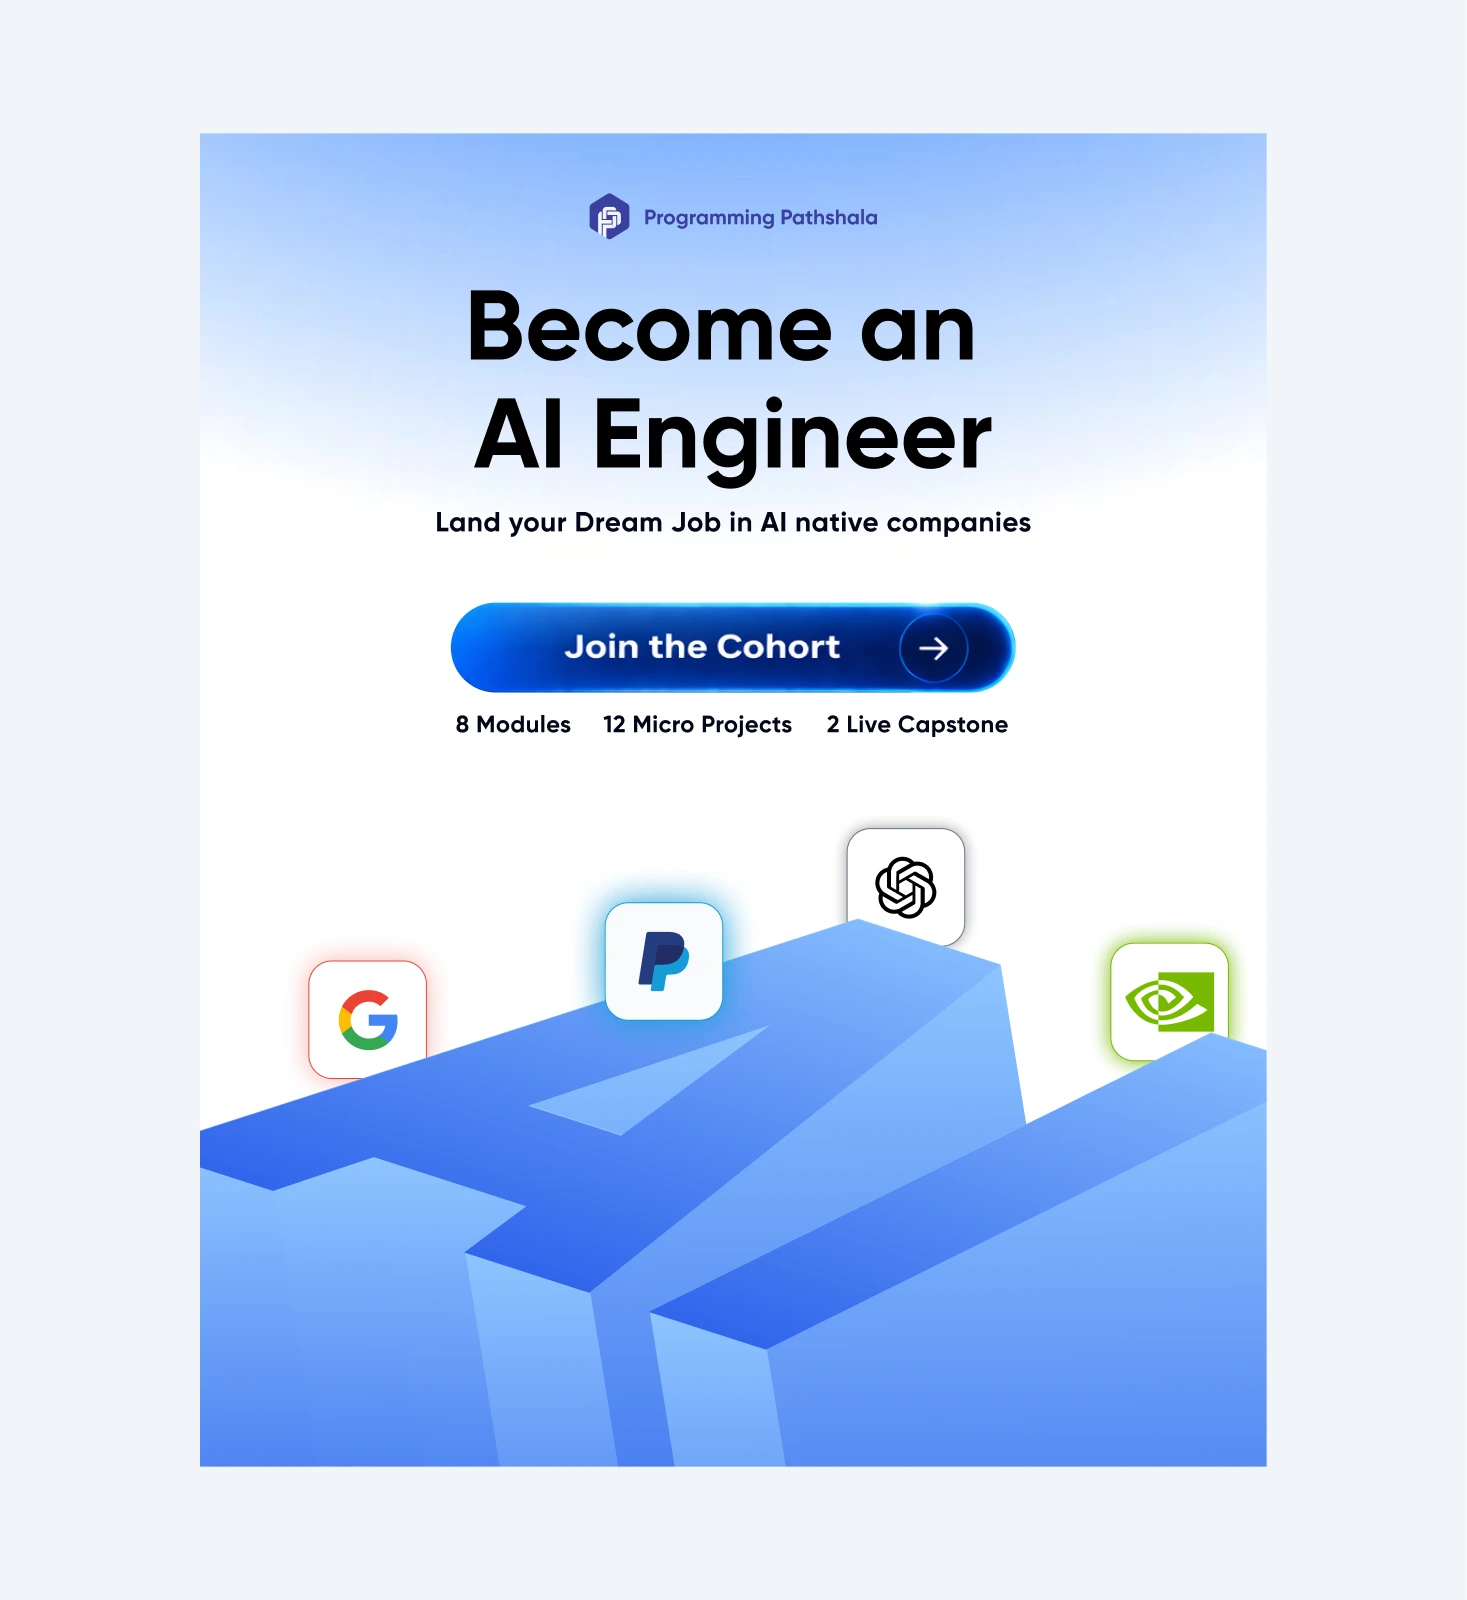 Programming Pathshala
Become an
AI Engineer
Land your Dream Job in AI native companies
Join the Cohort
8 Modules 12 Micro Projects 2 Live Capstone